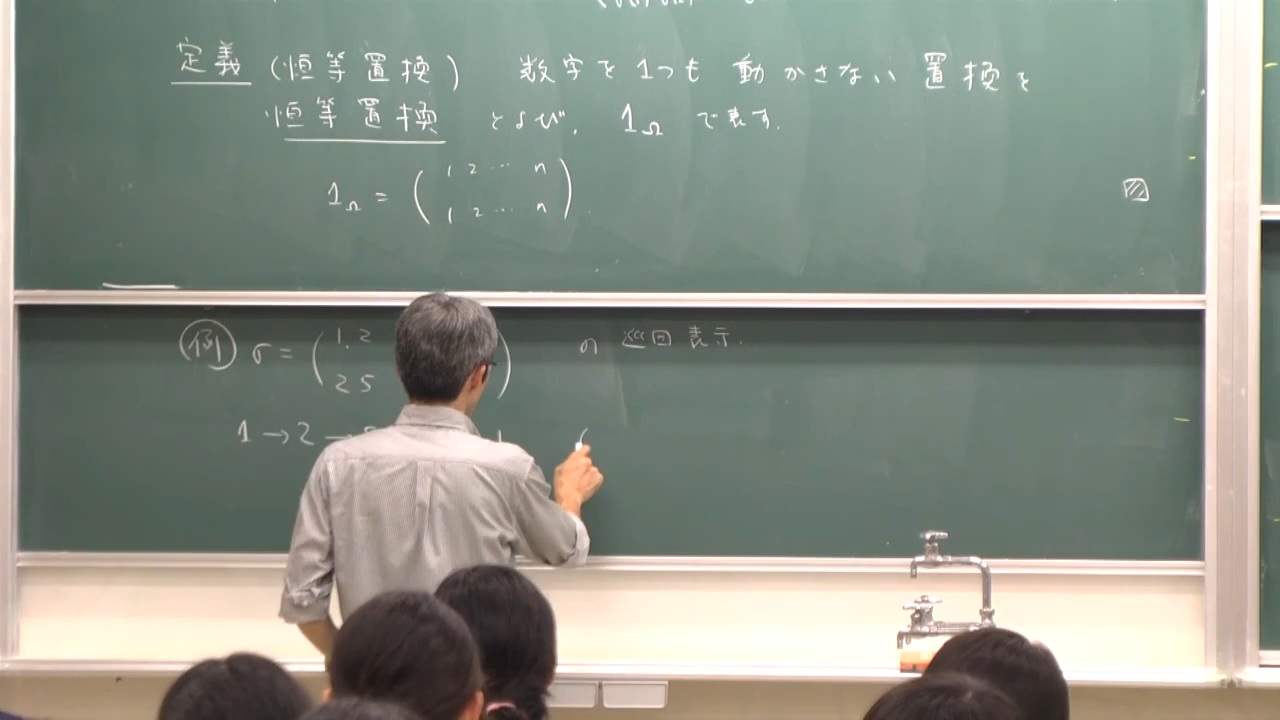 定義 (恒等置換) 数字を1つも動かさない置換を
恒等置換 とよび、 1_Ω で表す.
1_Ω = ( 1 2 … n
1 2 … n ).
例 σ = ( 1 2 ) の 巡回表示.
2 5
1 → 2 → (